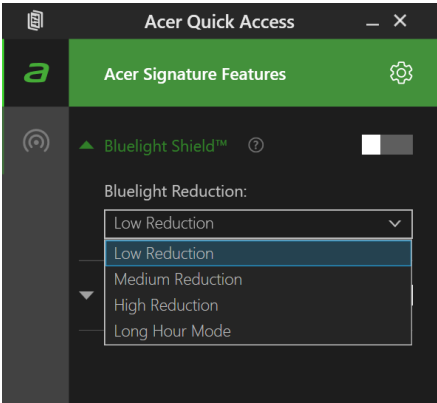 Acer Quick Access
a
Acer Signature Features
Bluelight Shield™ ?
Bluelight Reduction:
Low Reduction
Low Reduction
Medium Reduction
High Reduction
Long Hour Mode